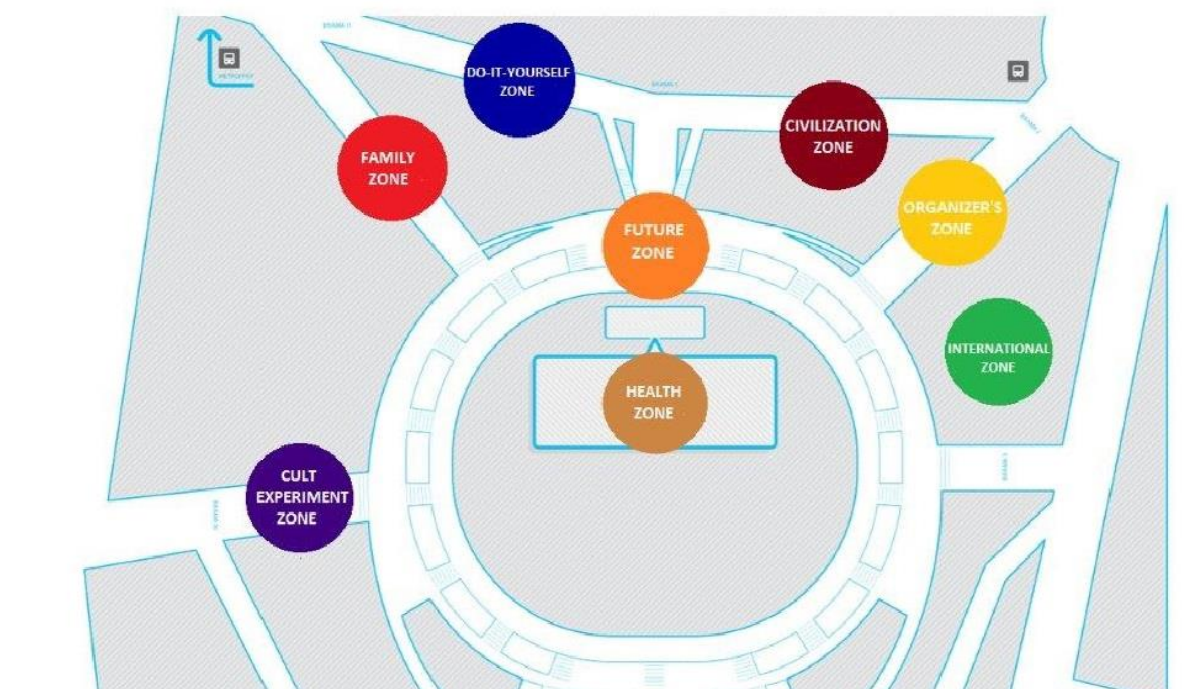 DO-IT-YOURSELF
ZONE
CIVILIZATION
ZONE
FAMILY
ZONE
ORGANIZER'S
ZONE
FUTURE
ZONE
INTERNATIONAL
ZONE
HEALTH
ZONE
CULT
EXPERIMENT
ZONE